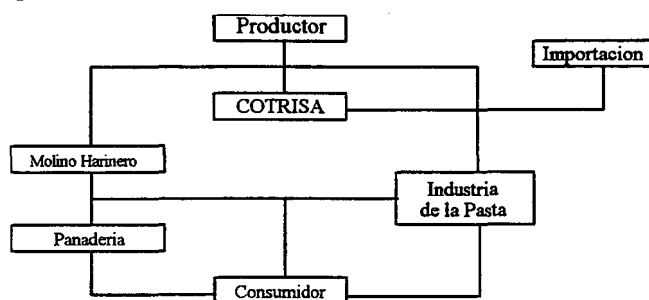 Productor
Importacion
COTRISA
Molino Harinero
Industria
de la Pasta
Panaderia
Consumidor